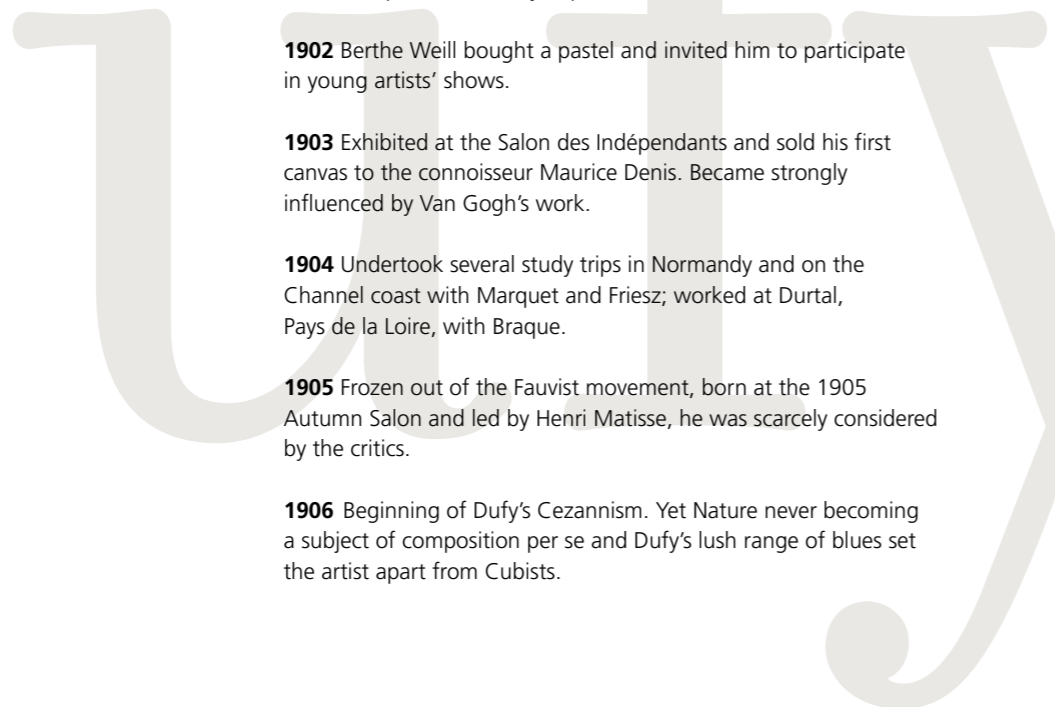 1902 Berthe Weill bought a pastel and invited him to participate
in young artists’ shows.
1903 Exhibited at the Salon des Indépendants and sold his first
canvas to the connoisseur Maurice Denis. Became strongly
influenced by Van Gogh’s work.
1904 Undertook several study trips in Normandy and on the
Channel coast with Marquet and Friesz; worked at Durtal,
Pays de la Loire, with Braque.
1905 Frozen out of the Fauvist movement, born at the 1905
Autumn Salon and led by Henri Matisse, he was scarcely considered
by the critics.
1906 Beginning of Dufy’s Cezannism. Yet Nature never becoming
a subject of composition per se and Dufy’s lush range of blues set
the artist apart from Cubists.
ufy